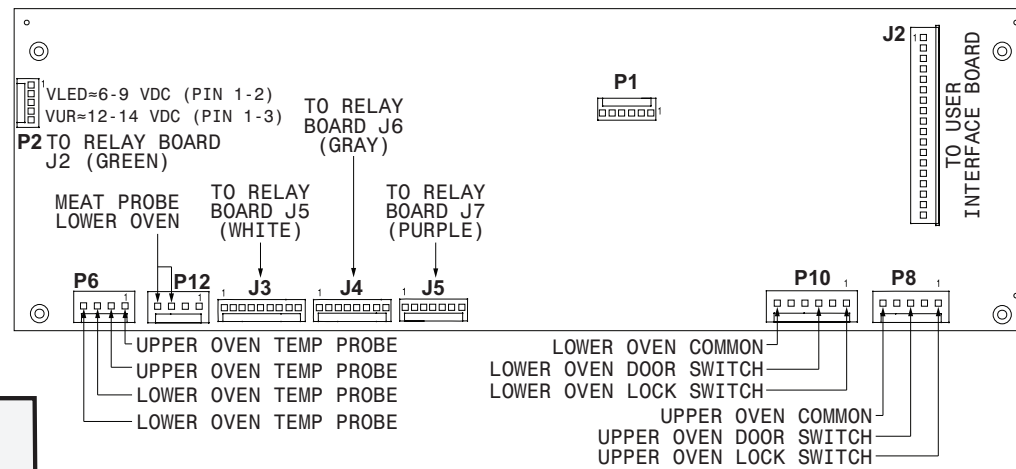 J2
1
TO USER
INTERFACE BOARD
P1
1
1
VLED≈6-9 VDC (PIN 1-2)
VUR≈12-14 VDC (PIN 1-3)
P2 TO RELAY BOARD
J2 (GREEN)
TO RELAY
BOARD J6
(GRAY)
MEAT PROBE
LOWER OVEN
TO RELAY
BOARD J5
(WHITE)
TO RELAY
BOARD J7
(PURPLE)
P6
1
P12
1
J3
1
J4
1
J5
1
P10
1
P8
1
UPPER OVEN TEMP PROBE
UPPER OVEN TEMP PROBE
LOWER OVEN TEMP PROBE
LOWER OVEN TEMP PROBE
LOWER OVEN COMMON
LOWER OVEN DOOR SWITCH
LOWER OVEN LOCK SWITCH
UPPER OVEN COMMON
UPPER OVEN DOOR SWITCH
UPPER OVEN LOCK SWITCH